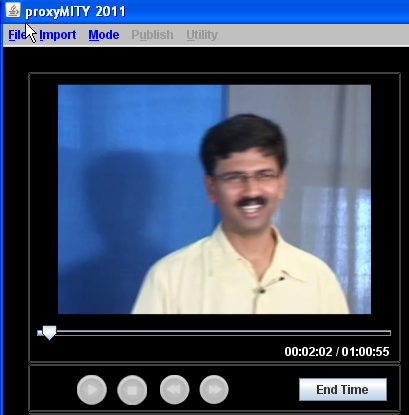 proxyMITY 2011
File Import Mode Publish Utility
00:02:02 / 01:00:55
End Time